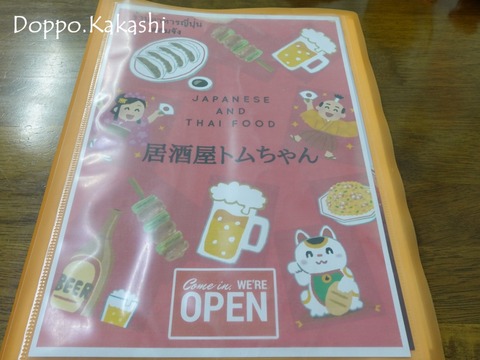 Doppo.Kakashi
JAPANESE
AND
THAI FOOD
居酒屋トムちゃん
BEER
Come in, WE'RE
OPEN